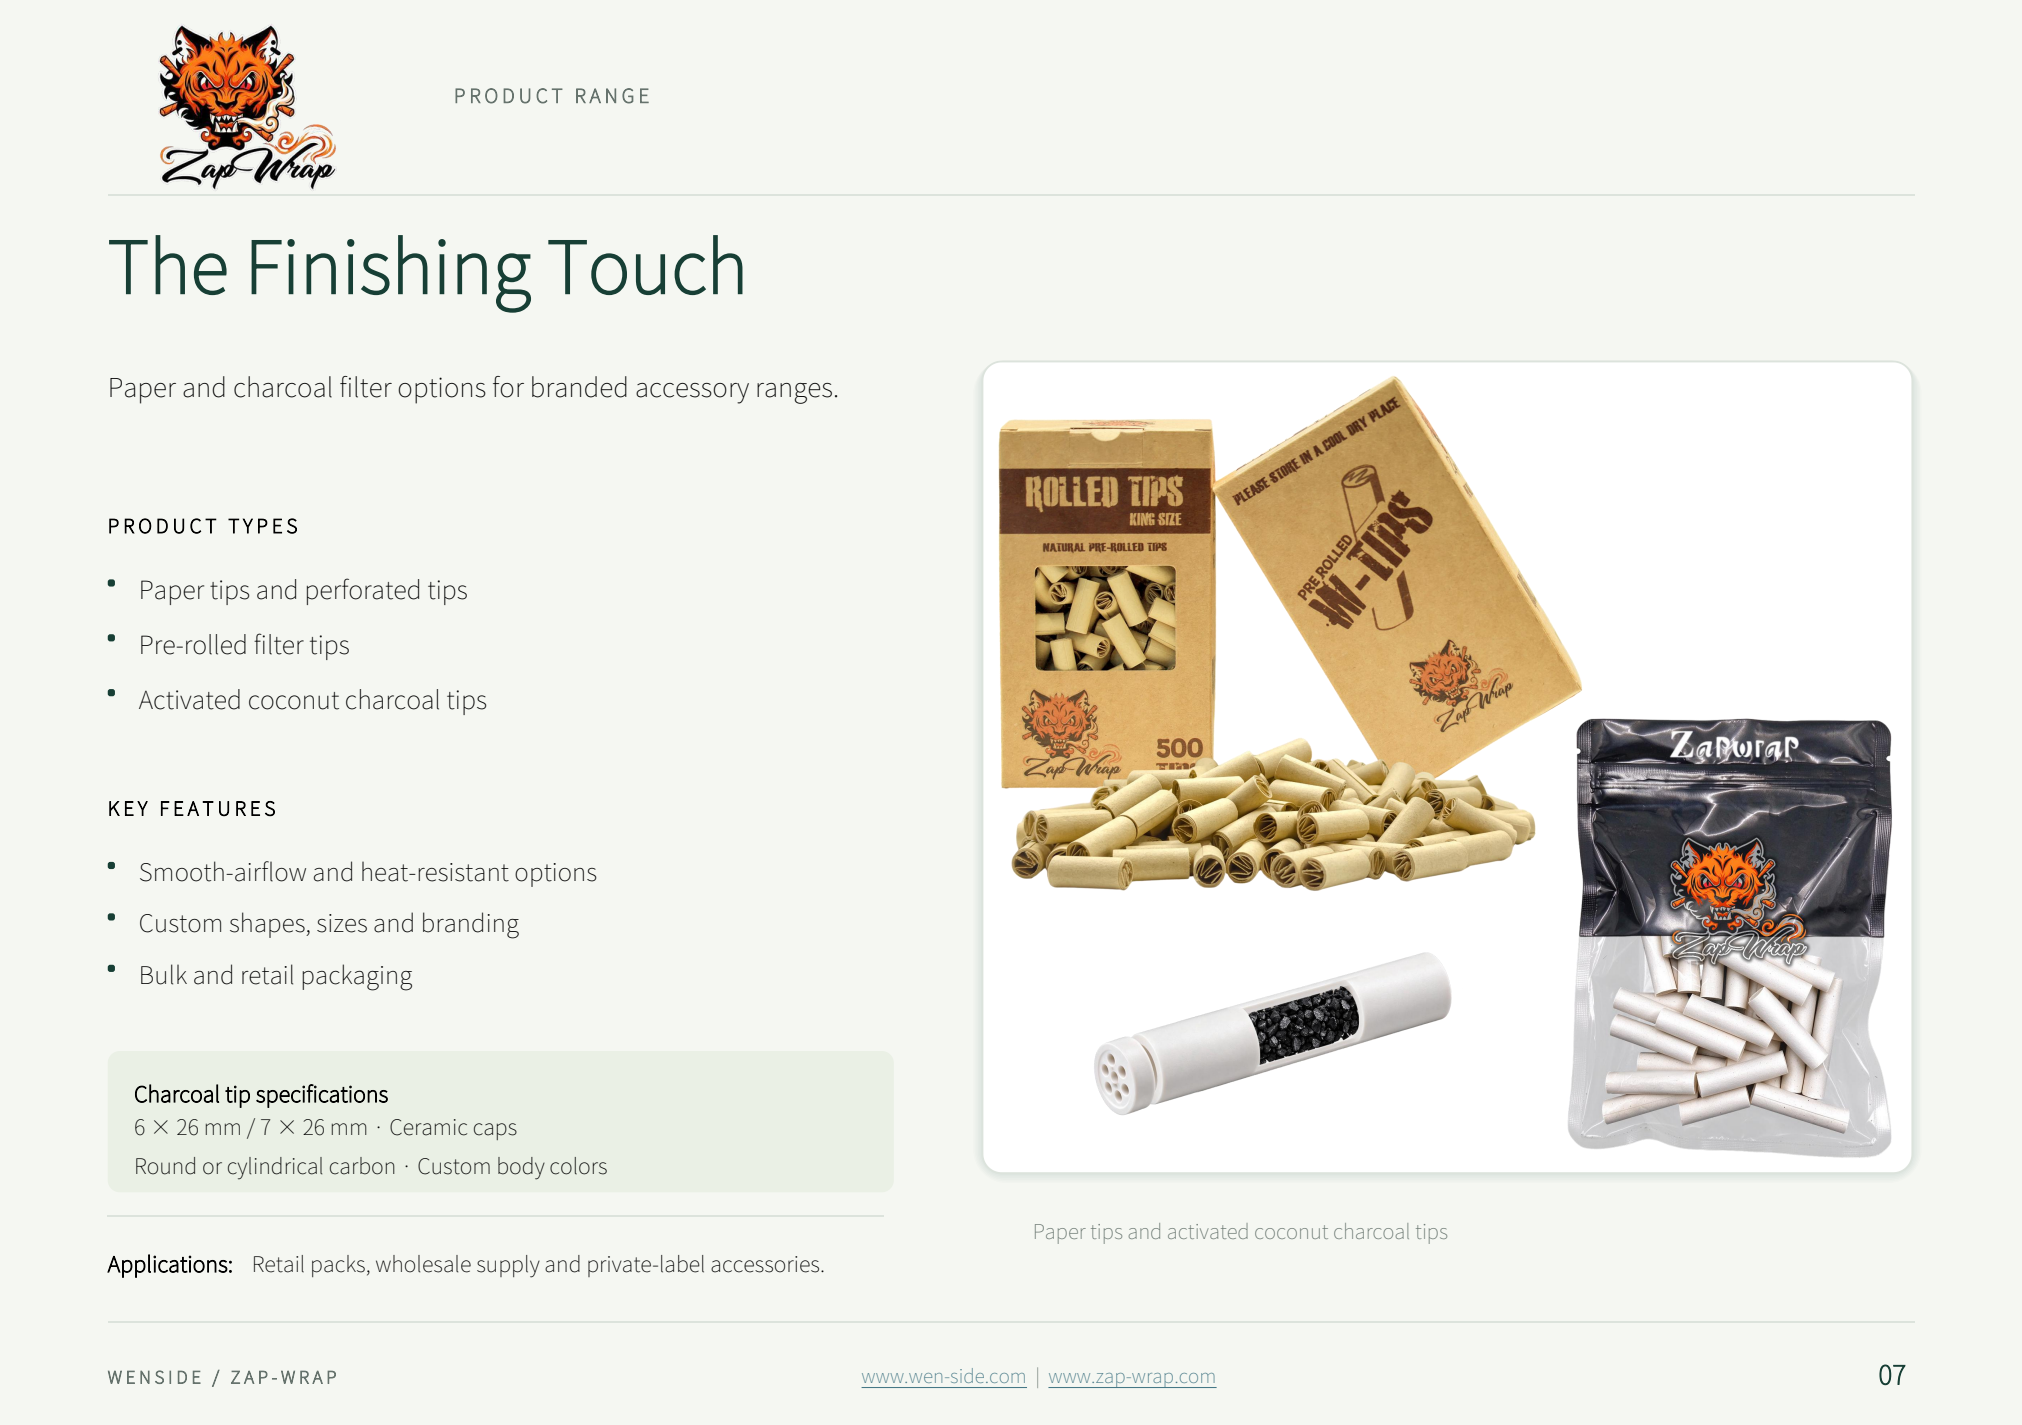 Zap-Wrap
PRODUCT RANGE
The Finishing Touch
Paper and charcoal filter options for branded accessory ranges.
PRODUCT TYPES
• Paper tips and perforated tips
• Pre-rolled filter tips
• Activated coconut charcoal tips
KEY FEATURES
• Smooth-airflow and heat-resistant options
• Custom shapes, sizes and branding
• Bulk and retail packaging
Charcoal tip specifications
6 × 26 mm / 7 × 26 mm · Ceramic caps
Round or cylindrical carbon · Custom body colors
Applications: Retail packs, wholesale supply and private-label accessories.
ROLLED TIPS
KING SIZE
NATURAL PRE-ROLLED TIPS
Zap-Wrap
500
TIPS
PLEASE STORE IN A COOL DRY PLACE
PRE ROLLED
W-TIPS
Zap-Wrap
Zapwrap
Zap-Wrap
Paper tips and activated coconut charcoal tips
WENSIDE / ZAP-WRAP
www.wen-side.com | www.zap-wrap.com
07